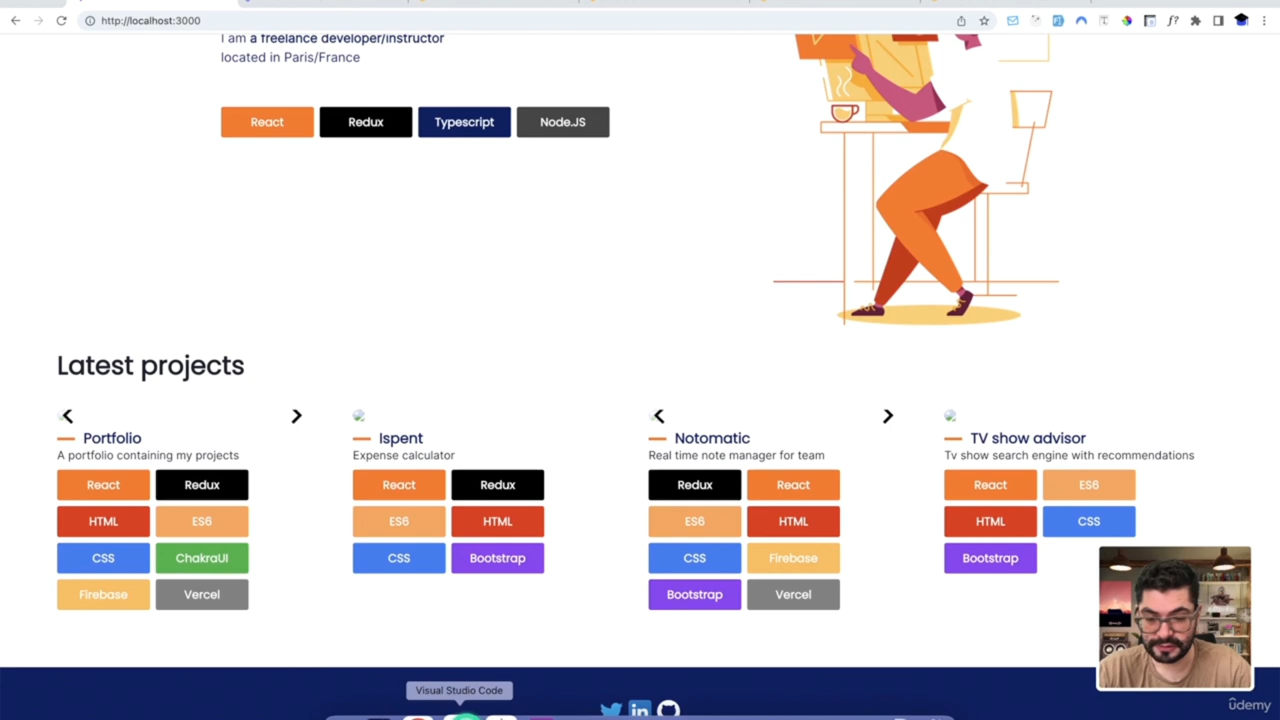 http://localhost:3000
I am a freelance developer/instructor
located in Paris/France
React Redux Typescript Node.JS
Latest projects
Portfolio
A portfolio containing my projects
React Redux
HTML ES6
CSS ChakraUI
Firebase Vercel
Ispent
Expense calculator
React Redux
ES6 HTML
CSS Bootstrap
Notomatic
Real time note manager for team
Redux React
ES6 HTML
CSS Firebase
Bootstrap Vercel
TV show advisor
Tv show search engine with recommendations
React ES6
HTML CSS
Bootstrap
Visual Studio Code
in
udemy